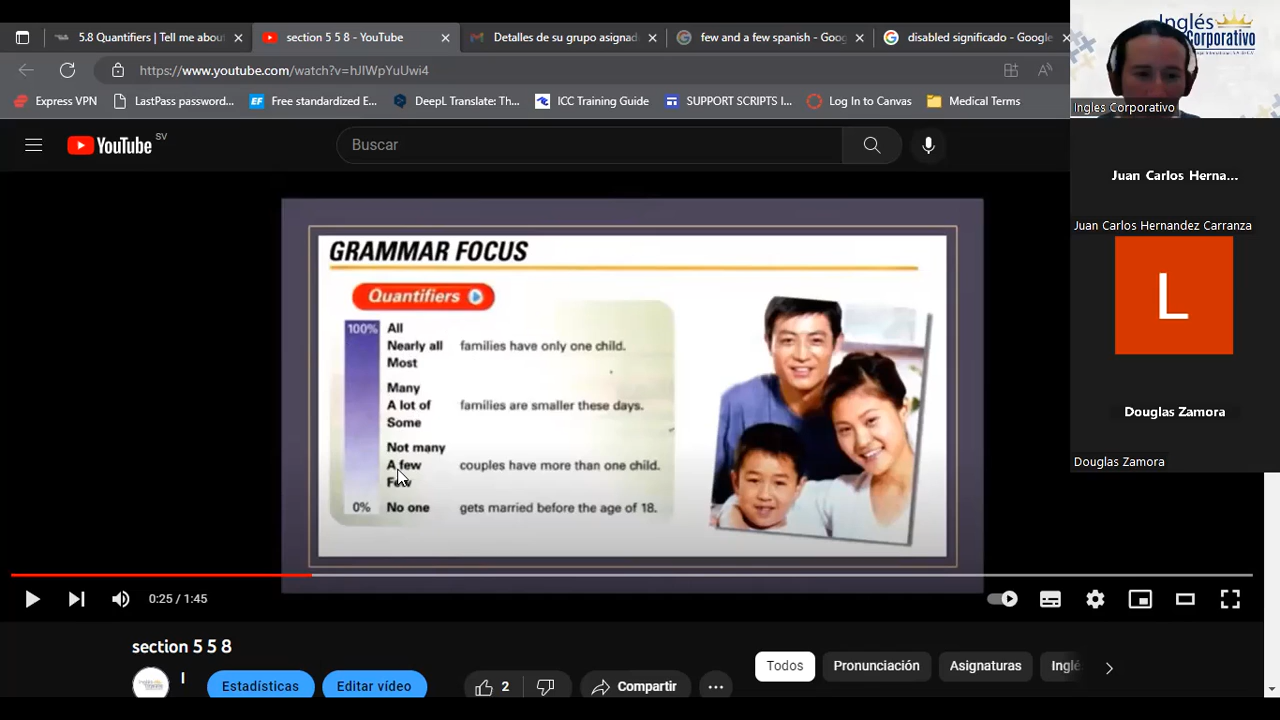 5.8 Quantifiers | Tell me about
section 5 5 8 - YouTube
Detalles de su grupo asignad
few and a few spanish - Goog
disabled significado - Google
https://www.youtube.com/watch?v=hJlWpYuUwi4
Express VPN
LastPass password...
Free standardized E...
DeepL Translate: Th...
ICC Training Guide
SUPPORT SCRIPTS I...
Log In to Canvas
Medical Terms
YouTube SV
Buscar
GRAMMAR FOCUS
Quantifiers
100% All
Nearly all families have only one child.
Most
Many
A lot of families are smaller these days.
Some
Not many
A few couples have more than one child.
Few
0% No one gets married before the age of 18.
0:25 / 1:45
section 5 5 8
Estadísticas
Editar vídeo
2
Compartir
Todos
Pronunciación
Asignaturas
Inglé
Inglés
Corporativo
Ingles Corporativo
Juan Carlos Herna...
Juan Carlos Hernandez Carranza
L
Douglas Zamora
Douglas Zamora